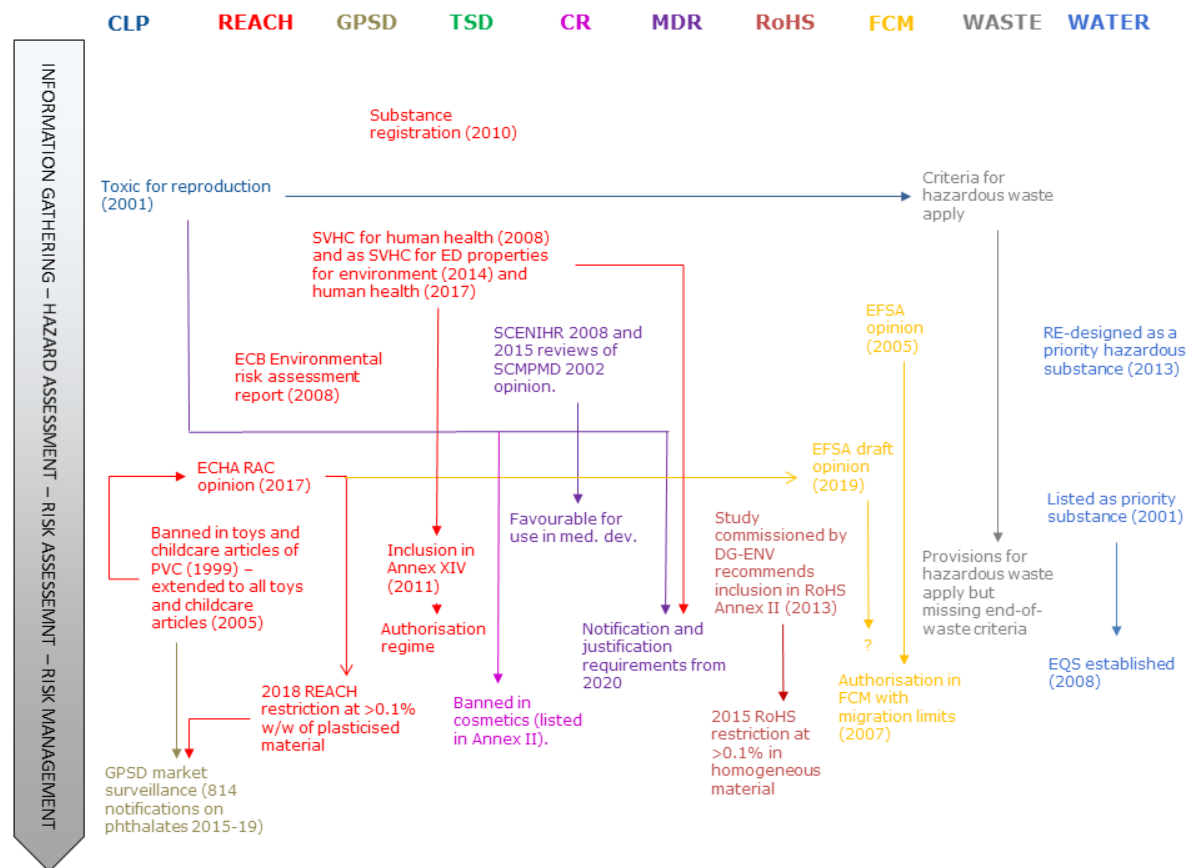 CLP REACH GPSD TSD CR MDR RoHS FCM WASTE WATER
INFORMATION GATHERING – HAZARD ASSESSMENT – RISK ASSESSEMNT – RISK MANAGEMENT
Substance
registration (2010)
Toxic for reproduction
(2001)
Criteria for
hazardous waste
apply
SVHC for human health (2008)
and as SVHC for ED properties
for environment (2014) and
human health (2017)
ECB Environmental
risk assessment
report (2008)
SCENIHR 2008 and
2015 reviews of
SCMPMD 2002
opinion.
EFSA
opinion
(2005)
RE-designed as a
priority hazardous
substance (2013)
ECHA RAC
opinion (2017)
EFSA draft
opinion
(2019)
Listed as priority
substance (2001)
Banned in toys and
childcare articles of
PVC (1999) –
extended to all toys
and childcare
articles (2005)
Inclusion in
Annex XIV
(2011)
Authorisation
regime
Favourable for
use in med. dev.
Study
commissioned by
DG-ENV
recommends
inclusion in RoHS
Annex II (2013)
Provisions for
hazardous waste
apply but
missing end-of-
waste criteria
Notification and
justification
requirements from
2020
?
EQS established
(2008)
2018 REACH
restriction at >0.1%
w/w of plasticised
material
Banned in
cosmetics (listed
in Annex II).
Authorisation in
FCM with
migration limits
(2007)
2015 RoHS
restriction at
>0.1% in
homogeneous
material
GPSD market
surveillance (814
notifications on
phthalates 2015-19)